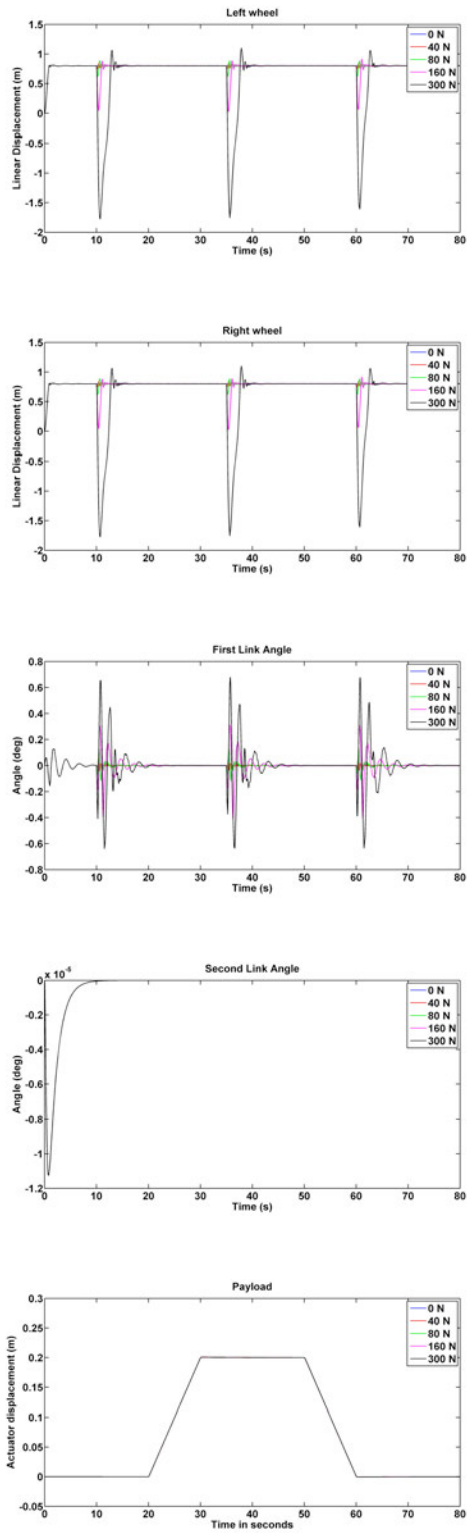 Left wheel
1.5
1
0.5
0
-0.5
-1
-1.5
-2
Linear Displacement (m)
0 N
40 N
80 N
160 N
300 N
0 10 20 30 40 50 60 70 80
Time (s)
Right wheel
1.5
1
0.5
0
-0.5
-1
-1.5
-2
Linear Displacement (m)
0 N
40 N
80 N
160 N
300 N
0 10 20 30 40 50 60 70 80
Time (s)
First Link Angle
0.8
0.6
0.4
0.2
0
-0.2
-0.4
-0.6
-0.8
Angle (deg)
0 N
40 N
80 N
160 N
300 N
0 10 20 30 40 50 60 70 80
Time (s)
Second Link Angle
0
-0.2
-0.4
-0.6
-0.8
-1
-1.2
Angle (deg)
0 N
40 N
80 N
160 N
300 N
0 10 20 30 40 50 60 70 80
Time (s)
Payload
0.3
0.25
0.2
0.15
0.1
0.05
0
-0.05
Actuator displacement (m)
0 N
40 N
80 N
160 N
300 N
0 10 20 30 40 50 60 70 80
Time in seconds